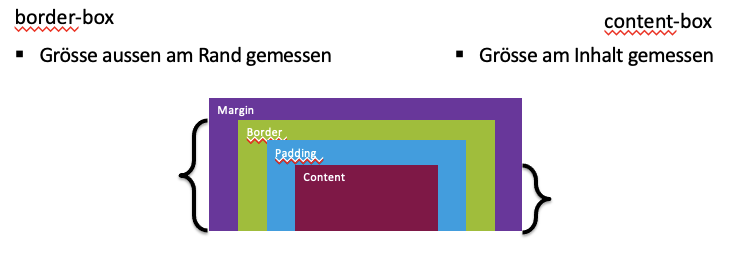 border-box
▪ Grösse aussen am Rand gemessen
content-box
▪ Grösse am Inhalt gemessen
Margin
Border
Padding
Content